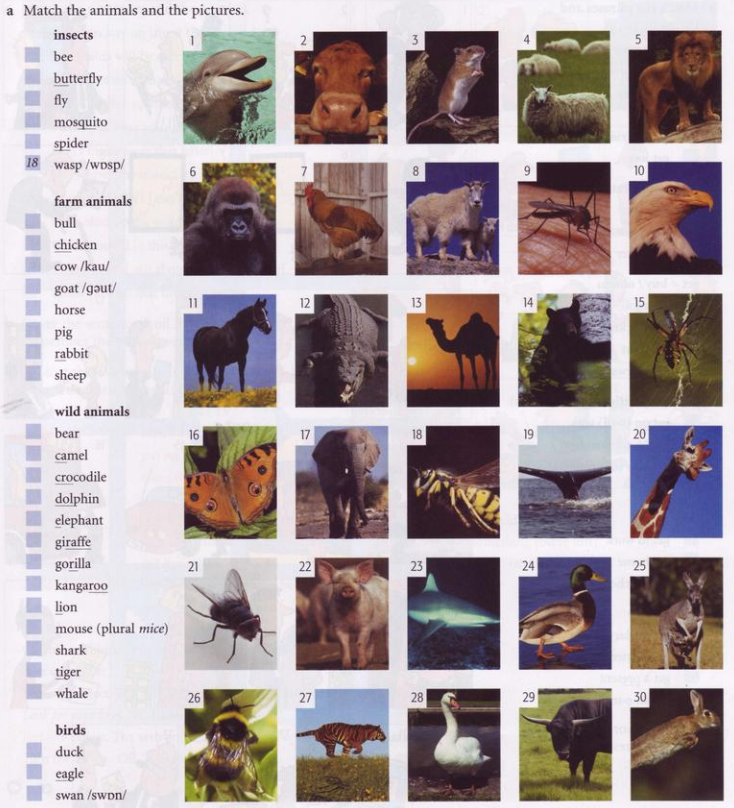 a Match the animals and the pictures.
insects
bee
butterfly
fly
mosquito
spider
18 wasp /wɒsp/
farm animals
bull
chicken
cow /kaʊ/
goat /gəʊt/
horse
pig
rabbit
sheep
wild animals
bear
camel
crocodile
dolphin
elephant
giraffe
gorilla
kangaroo
lion
mouse (plural mice)
shark
tiger
whale
birds
duck
eagle
swan /swɒn/
1 2 3 4 5
6 7 8 9 10
11 12 13 14 15
16 17 18 19 20
21 22 23 24 25
26 27 28 29 30